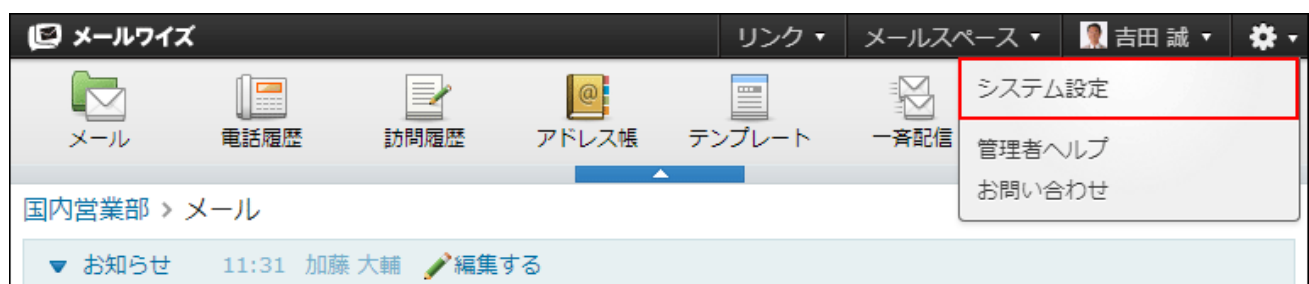 メールワイズ リンク ▼ メールスペース ▼ 吉田 誠 ▼
システム設定
メール 電話履歴 訪問履歴 アドレス帳 テンプレート 一斉配信
管理者ヘルプ
お問い合わせ
国内営業部 > メール
▼ お知らせ 11:31 加藤 大輔 編集する